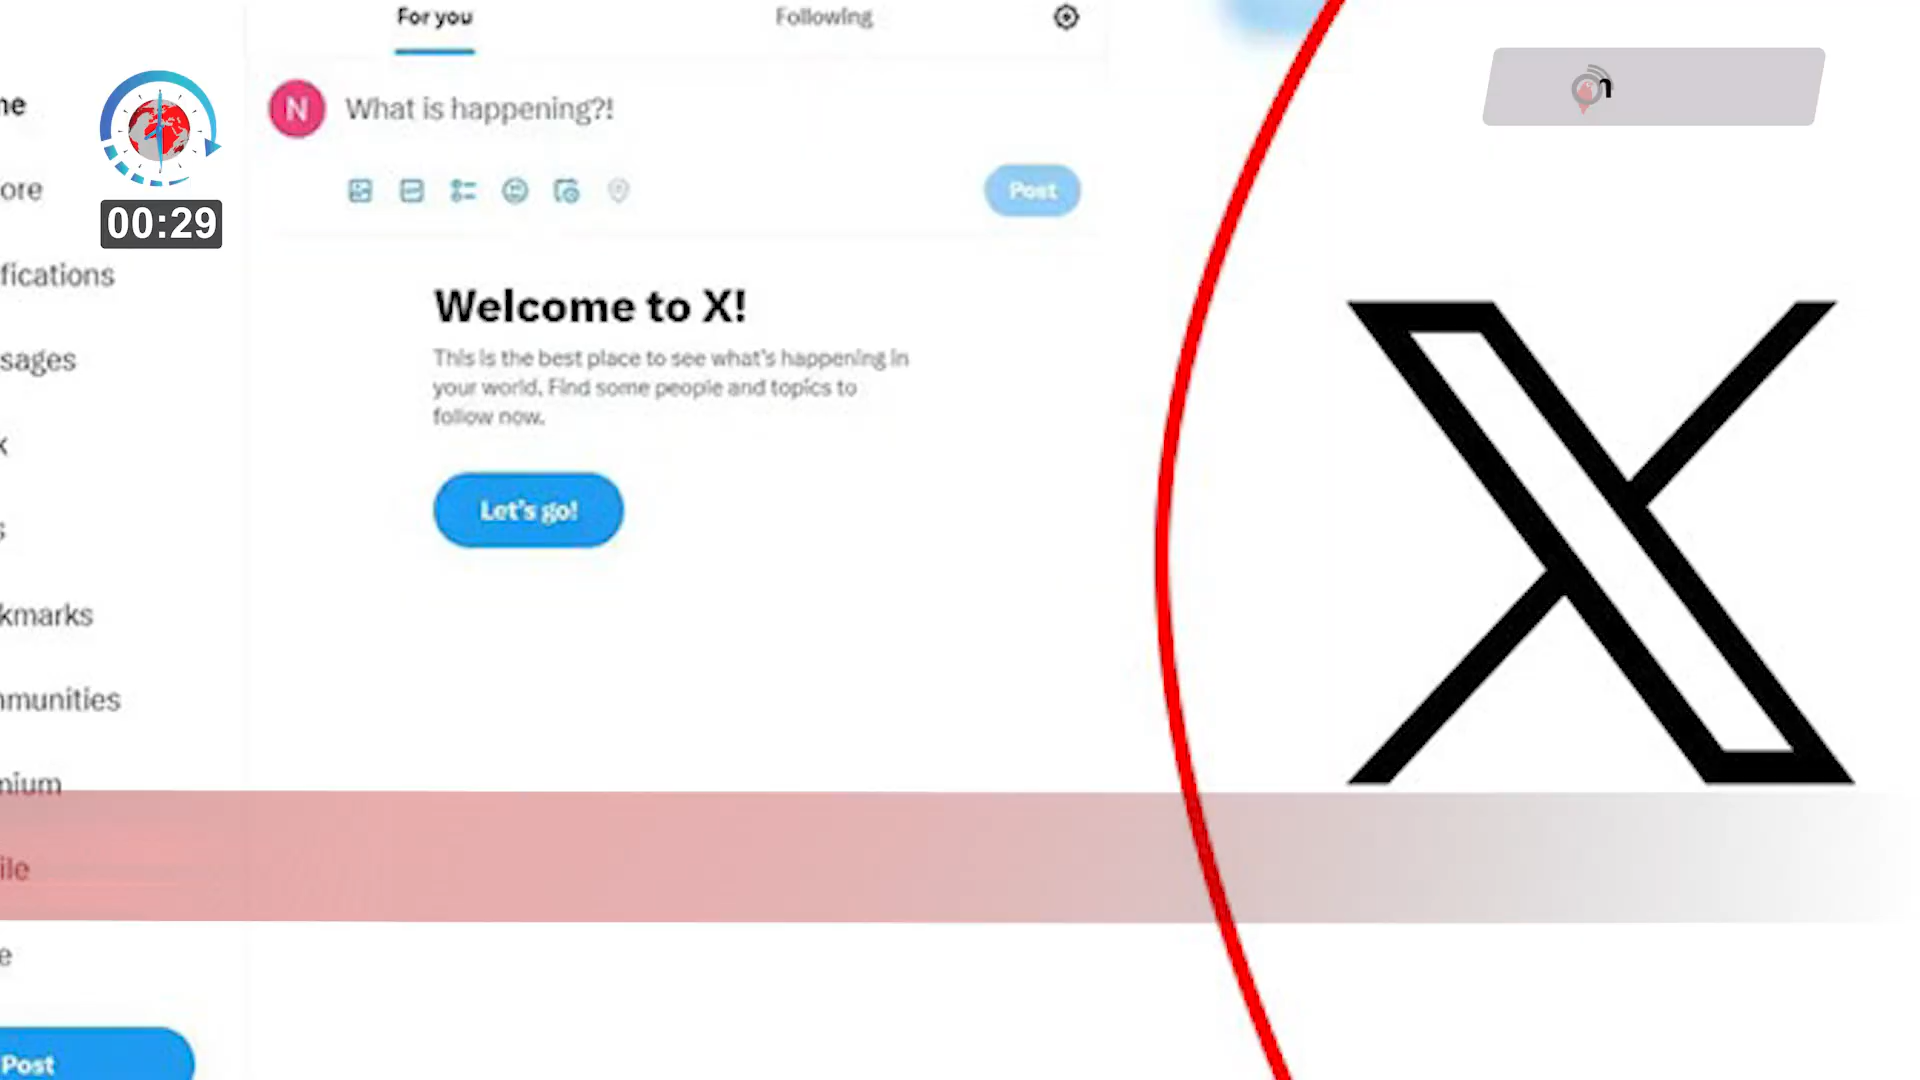 For you
Following
N
What is happening?!
Post
00:29
ne
ore
fications
sages
k
s
kmarks
mmunities
mium
ile
e
Post
Welcome to X!
This is the best place to see what's happening in
your world. Find some people and topics to
follow now.
Let's go!
n
X